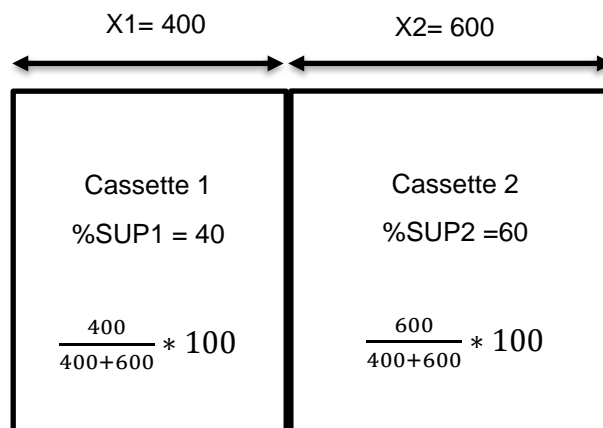 X1= 400
X2= 600
Cassette 1
%SUP1 = 40
400/400+600 * 100
Cassette 2
%SUP2 =60
600/400+600 * 100